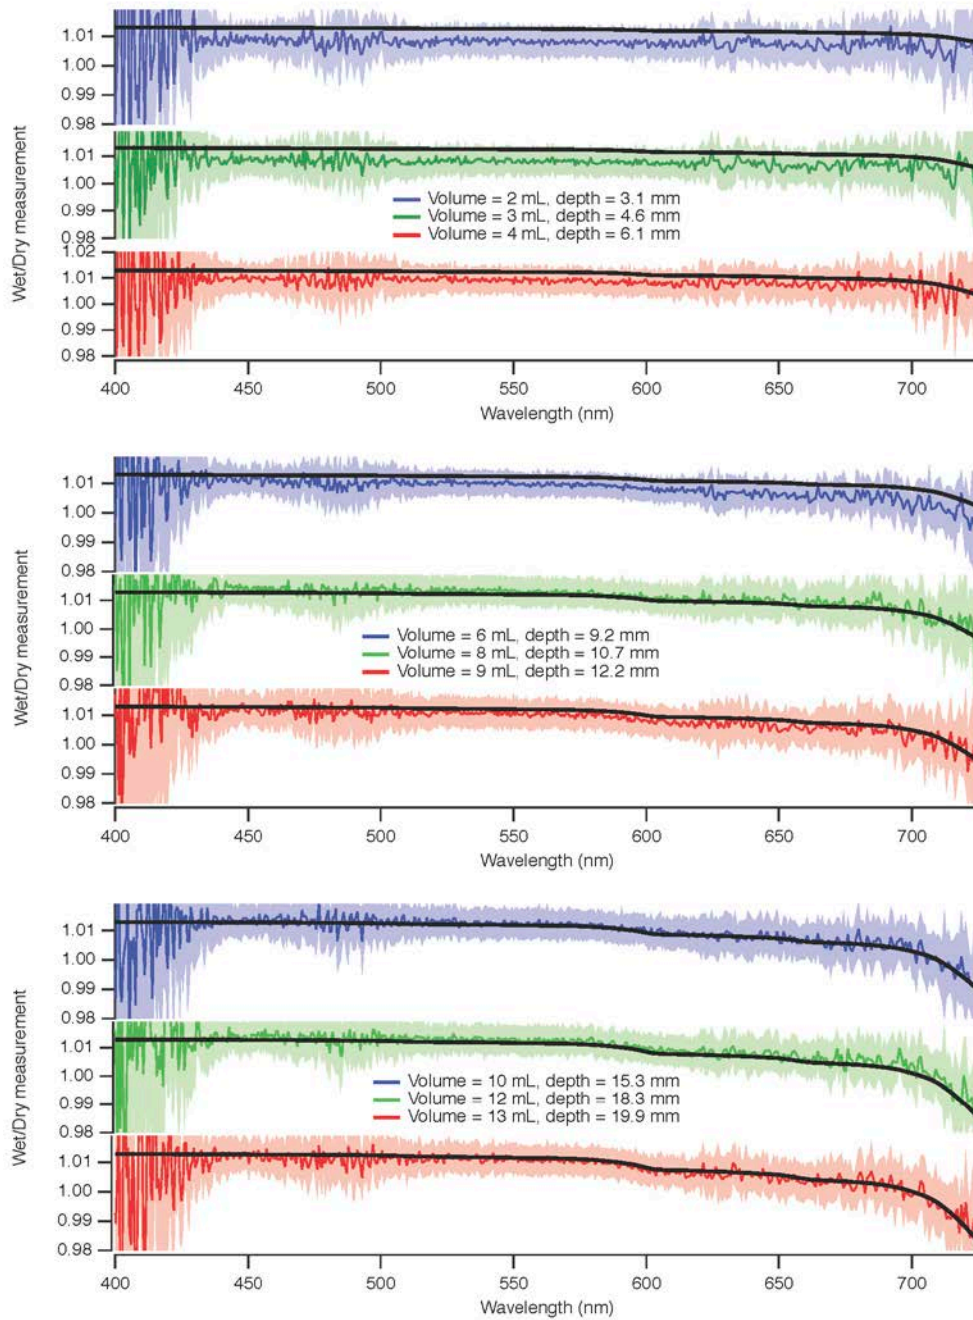 1.01
1.00
0.99
0.98
1.01
1.00
0.99
0.98
1.02
1.01
1.00
0.99
0.98
Wet/Dry measurement
Volume = 2 mL, depth = 3.1 mm
Volume = 3 mL, depth = 4.6 mm
Volume = 4 mL, depth = 6.1 mm
400 450 500 550 600 650 700
Wavelength (nm)
1.01
1.00
0.99
0.98
1.01
1.00
0.99
0.98
1.01
1.00
0.99
0.98
Wet/Dry measurement
Volume = 6 mL, depth = 9.2 mm
Volume = 8 mL, depth = 10.7 mm
Volume = 9 mL, depth = 12.2 mm
400 450 500 550 600 650 700
Wavelength (nm)
1.01
1.00
0.99
0.98
1.01
1.00
0.99
0.98
1.01
1.00
0.99
0.98
Wet/Dry measurement
Volume = 10 mL, depth = 15.3 mm
Volume = 12 mL, depth = 18.3 mm
Volume = 13 mL, depth = 19.9 mm
400 450 500 550 600 650 700
Wavelength (nm)